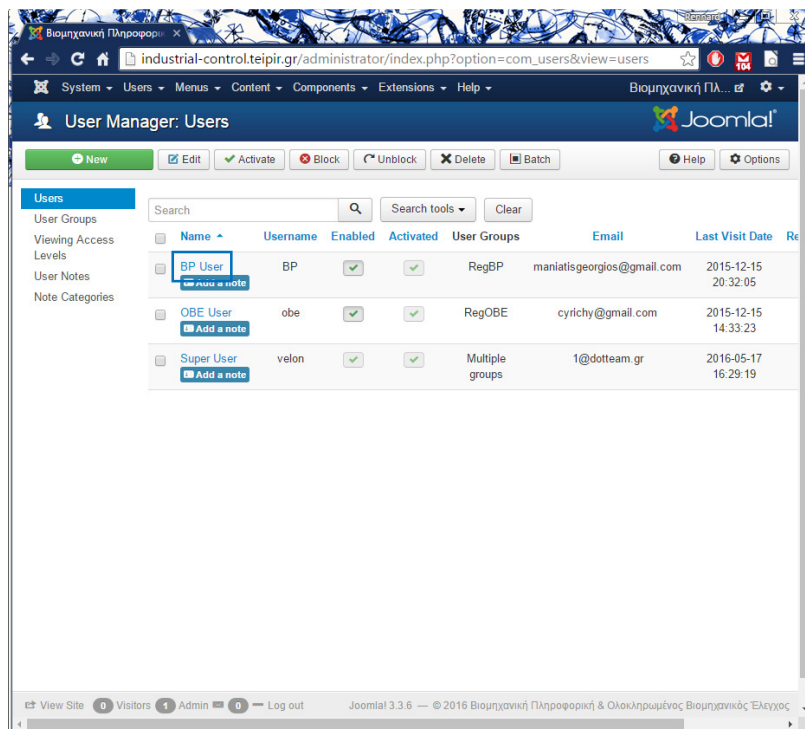 Rennard
Βιομηχανική Πληροφορι
industrial-control.teipir.gr/administrator/index.php?option=com_users&view=users
104
System Users Menus Content Components Extensions Help Βιομηχανική Πλ...
User Manager: Users Joomla!
New Edit Activate Block Unblock Delete Batch Help Options
Users
User Groups
Viewing Access
Levels
User Notes
Note Categories
Search Search tools Clear
Name Username Enabled Activated User Groups Email Last Visit Date Re
BP User BP RegBP maniatisgeorgios@gmail.com 2015-12-15
Add a note 20:32:05
OBE User obe RegOBE cyrichy@gmail.com 2015-12-15
Add a note 14:33:23
Super User velon Multiple 1@dotteam.gr 2016-05-17
Add a note groups 16:29:19
View Site 0 Visitors 1 Admin 0 Log out Joomla! 3.3.6 — © 2016 Βιομηχανική Πληροφορική & Ολοκληρωμένος Βιομηχανικός Έλεγχος